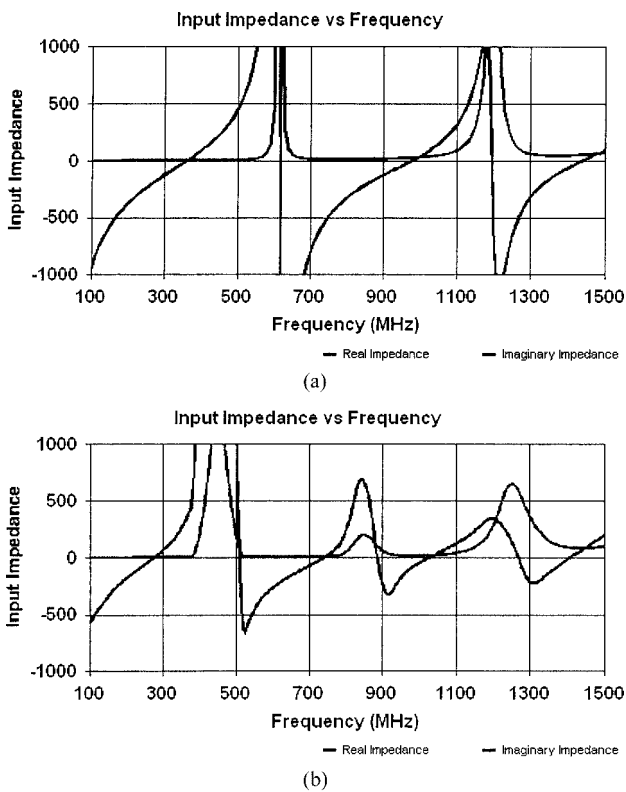 Input Impedance vs Frequency
1000
500
0
-500
-1000
Input Impedance
100 300 500 700 900 1100 1300 1500
Frequency (MHz)
Real Impedance Imaginary Impedance
(a)
Input Impedance vs Frequency
1000
500
0
-500
-1000
Input Impedance
100 300 500 700 900 1100 1300 1500
Frequency (MHz)
Real Impedance Imaginary Impedance
(b)